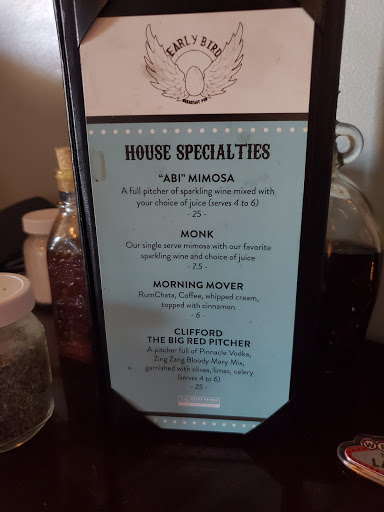 EARLY BIRD
BREAKFAST PUB
HOUSE SPECIALTIES
"ABI" MIMOSA
A full pitcher of sparkling wine mixed with
your choice of juice (serves 4 to 6)
- 25 -
MONK
Our single serve mimosa with our favorite
sparkling wine and choice of juice
- 7.5 -
MORNING MOVER
RumChata, Coffee, whipped cream,
topped with cinnamon
- 6 -
CLIFFORD
THE BIG RED PITCHER
A pitcher full of Pinnacle Vodka,
Zing Zang Bloody Mary Mix,
garnished with olives, limes, celery
(serves 4 to 6)
- 25 -